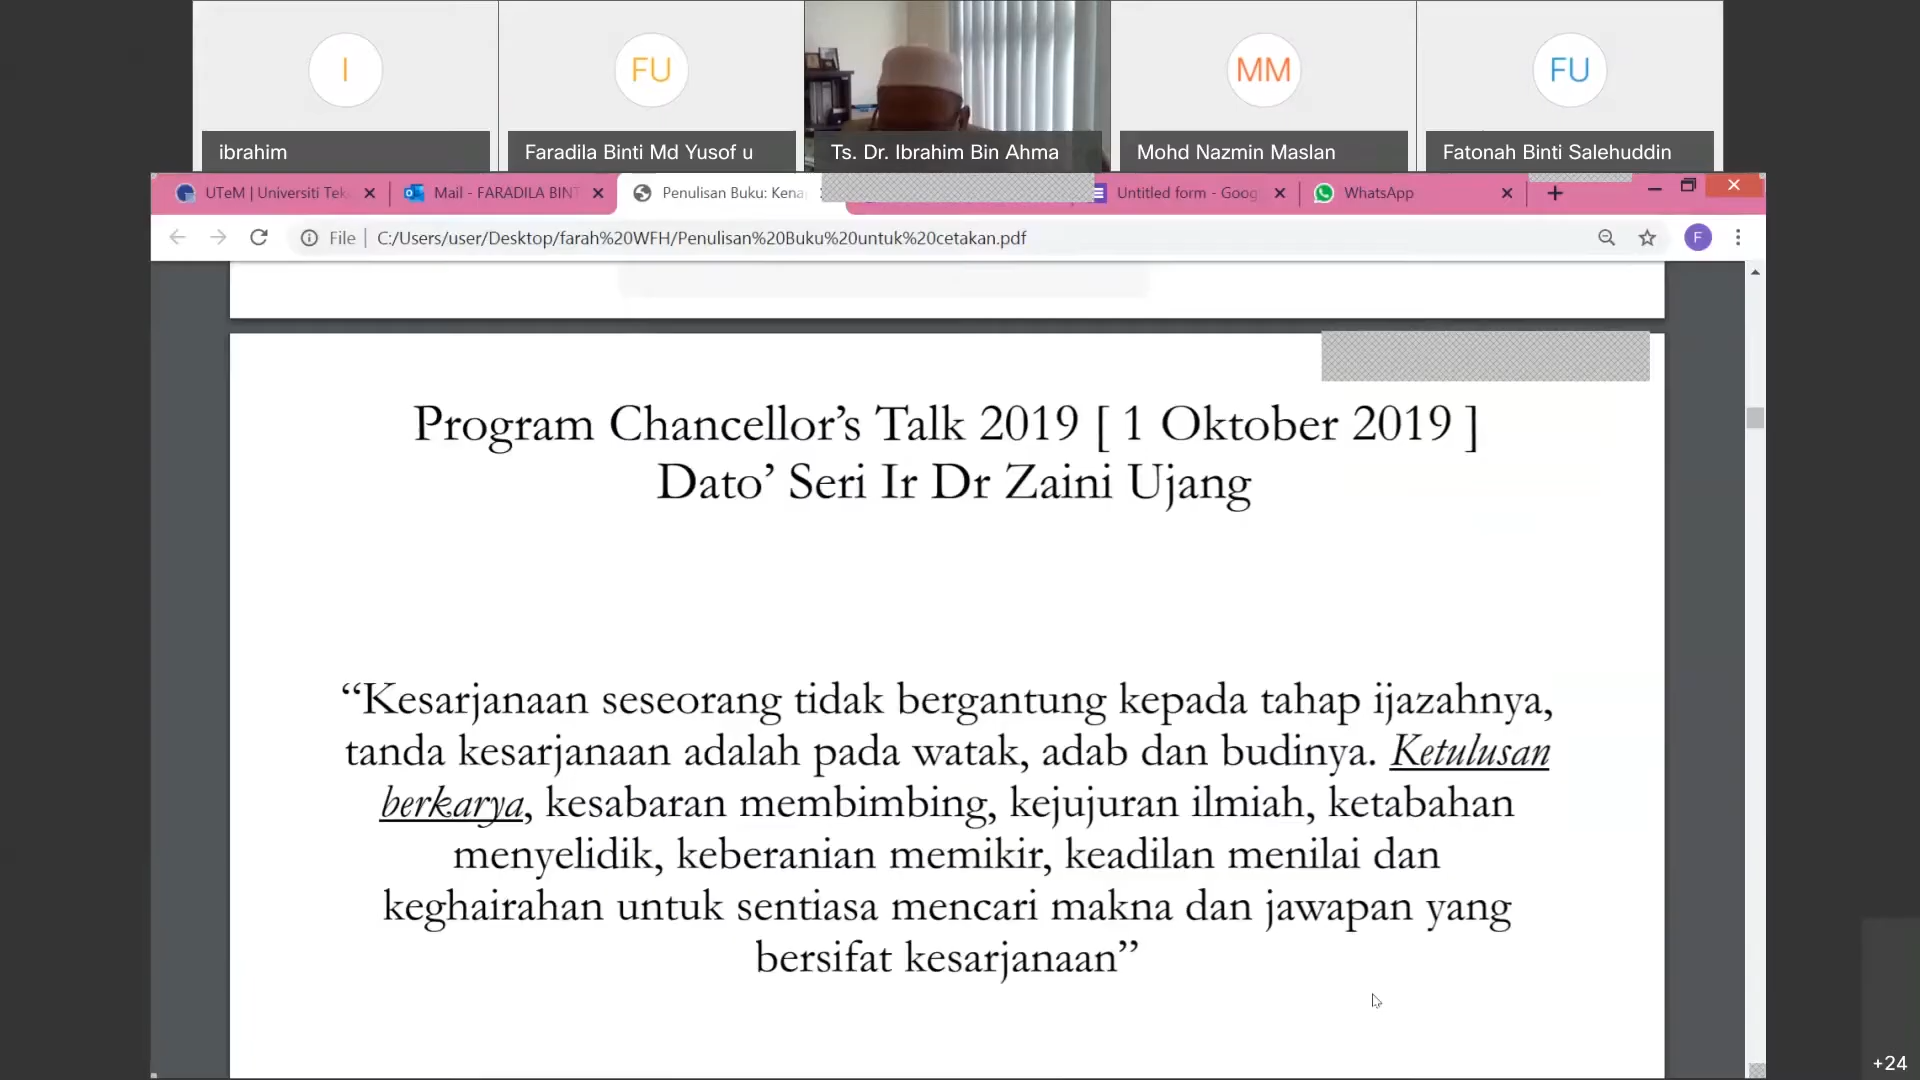 I
FU
MM
FU
ibrahim
Faradila Binti Md Yusof u
Ts. Dr. Ibrahim Bin Ahma
Mohd Nazmin Maslan
Fatonah Binti Salehuddin
UTeM | Universiti Tek
Mail - FARADILA BINT
Penulisan Buku: Kena
Untitled form - Goog
WhatsApp
File
C:/Users/user/Desktop/farah%20WFH/Penulisan%20Buku%20untuk%20cetakan.pdf
F
Program Chancellor’s Talk 2019 [ 1 Oktober 2019 ]
Dato’ Seri Ir Dr Zaini Ujang
“Kesarjanaan seseorang tidak bergantung kepada tahap ijazahnya,
tanda kesarjanaan adalah pada watak, adab dan budinya. Ketulusan
berkarya, kesabaran membimbing, kejujuran ilmiah, ketabahan
menyelidik, keberanian memikir, keadilan menilai dan
keghairahan untuk sentiasa mencari makna dan jawapan yang
bersifat kesarjanaan”
+24